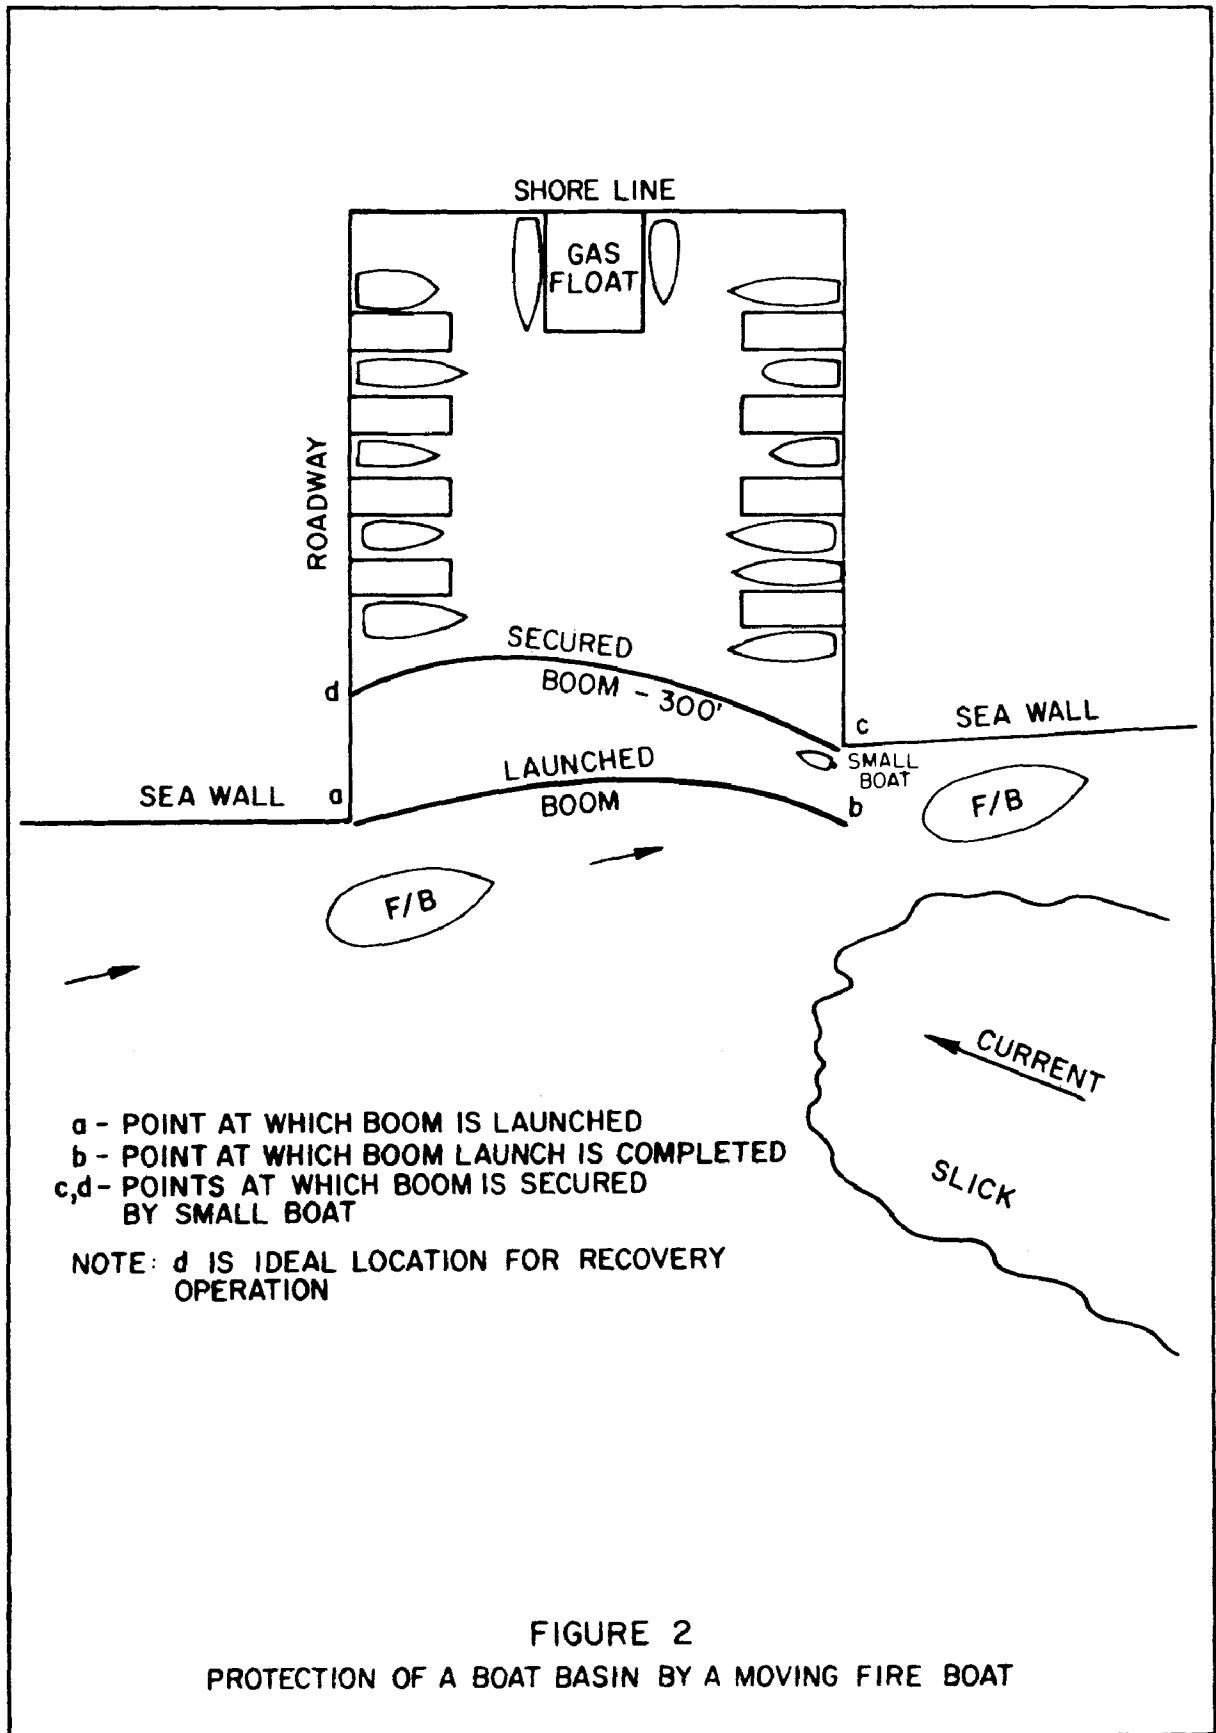 SHORE LINE
GAS
FLOAT
ROADWAY
SECURED
BOOM - 300'
d
c
SEA WALL
LAUNCHED
BOOM
SMALL
BOAT
SEA WALL
a
b
F/B
F/B
CURRENT
SLICK
a - POINT AT WHICH BOOM IS LAUNCHED
b - POINT AT WHICH BOOM LAUNCH IS COMPLETED
c,d - POINTS AT WHICH BOOM IS SECURED
BY SMALL BOAT
NOTE: d IS IDEAL LOCATION FOR RECOVERY
OPERATION
FIGURE 2
PROTECTION OF A BOAT BASIN BY A MOVING FIRE BOAT